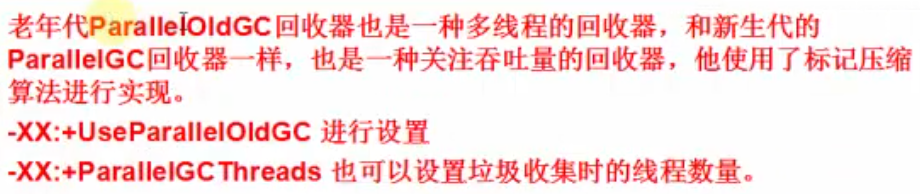 老年代ParallelOldGC回收器也是一种多线程的回收器，和新生代的
ParallelGC回收器一样，也是一种关注吞吐量的回收器，他使用了标记压缩
算法进行实现。
-XX:+UseParallelOldGC 进行设置
-XX:+ParallelGCThreads 也可以设置垃圾收集时的线程数量。